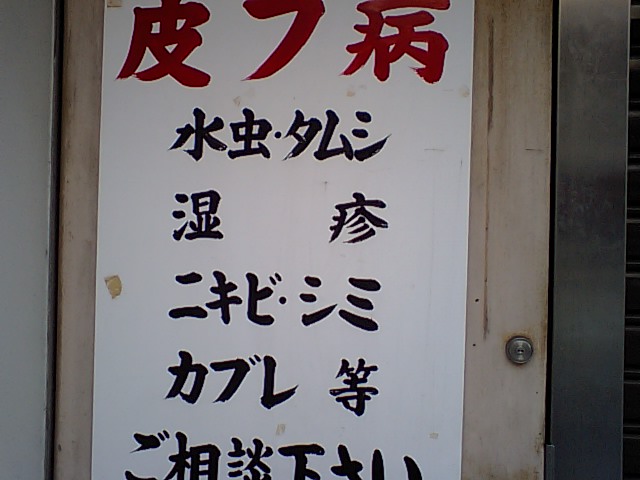 皮フ病
水虫・タムシ
湿疹
ニキビ・シミ
カブレ 等
ご相談下さい